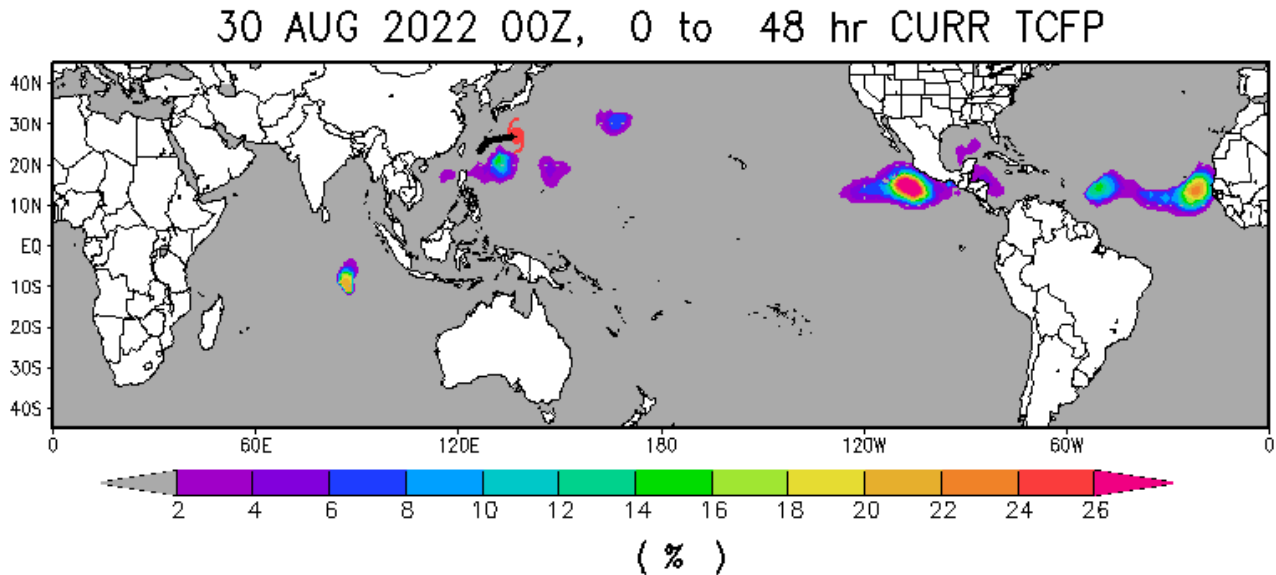 30 AUG 2022 00Z, 0 to 48 hr CURR TCFP
40N
30N
20N
10N
EQ
10S
20S
30S
40S
0 60E 120E 180 120W 60W 0
2 4 6 8 10 12 14 16 18 20 22 24 26
( % )